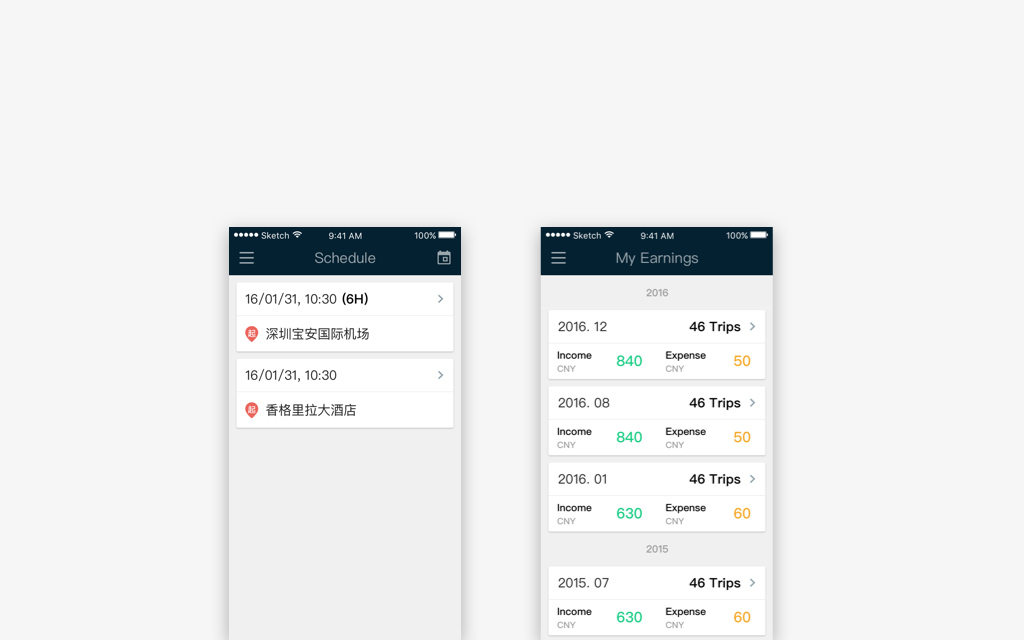 Sketch 9:41 AM 100%
Schedule
16/01/31, 10:30 (6H)
起 深圳宝安国际机场
16/01/31, 10:30
起 香格里拉大酒店
Sketch 9:41 AM 100%
My Earnings
2016
2016. 12 46 Trips
Income CNY 840 Expense CNY 50
2016. 08 46 Trips
Income CNY 840 Expense CNY 50
2016. 01 46 Trips
Income CNY 630 Expense CNY 60
2015
2015. 07 46 Trips
Income CNY 630 Expense CNY 60